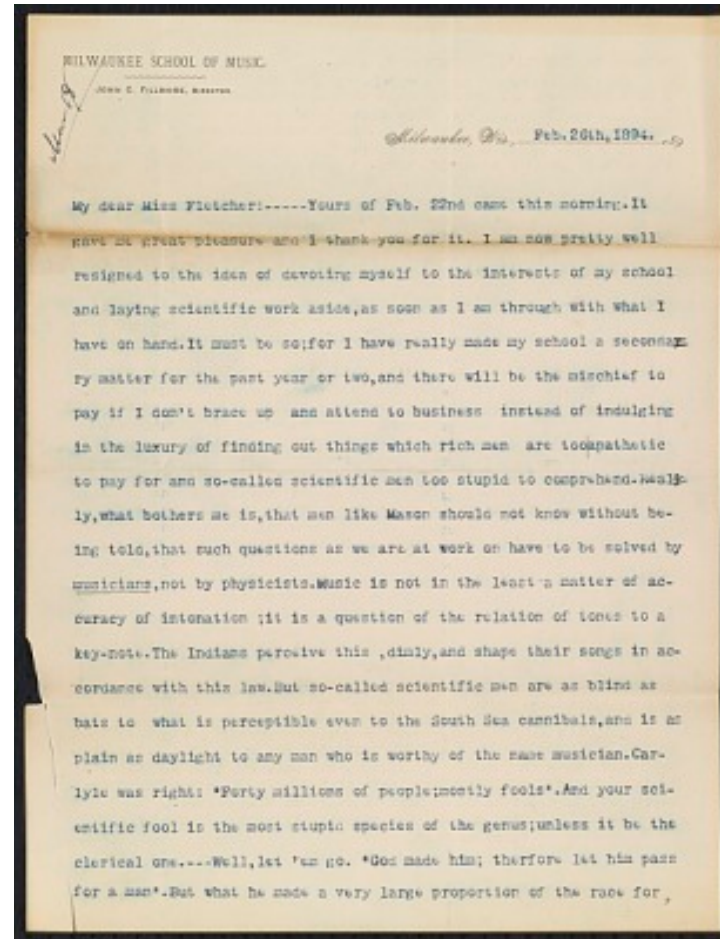 MILWAUKEE SCHOOL OF MUSIC.
JOHN C. FILLMORE, DIRECTOR.
Milwaukee, Wis., Feb. 26th, 1894. 189
My dear Miss Fletcher:-----Yours of Feb. 22nd came this morning.It
gave me great pleasure and i thank you for it. I am now pretty well
resigned to the idea of devoting myself to the interests of my school
and laying scientific work aside,as soon as I am through with what I
have on hand.It must be so;for I have really made my school a seconda
ry matter for the past year or two,and there will be the mischief to
pay if I don't brace up and attend to business instead of indulging
in the luxury of finding out things which rich men are too apathetic
to pay for and so-called scientific men too stupid to comprehend.Real-
ly,what bothers me is,that men like Mason should not know without be-
ing told,that such questions as we are at work on have to be solved by
musicians,not by physicists.Music is not in the least a matter of ac-
curacy of intonation ;it is a question of the relation of tones to a
key-note.The Indians perceive this ,dimly,and shape their songs in ac-
cordance with this law.But so-called scientific men are as blind as
bats to what is perceptible even to the South Sea cannibals,and is as
plain as daylight to any man who is worthy of the name musician.Car-
lyle was right: "Forty millions of people;mostly fools".And your sci-
entific fool is the most stupid species of the genus;unless it be the
clerical one.---Well,let 'em go. "God made him; therfore let him pass
for a man".But what he made a very large proportion of the race for,